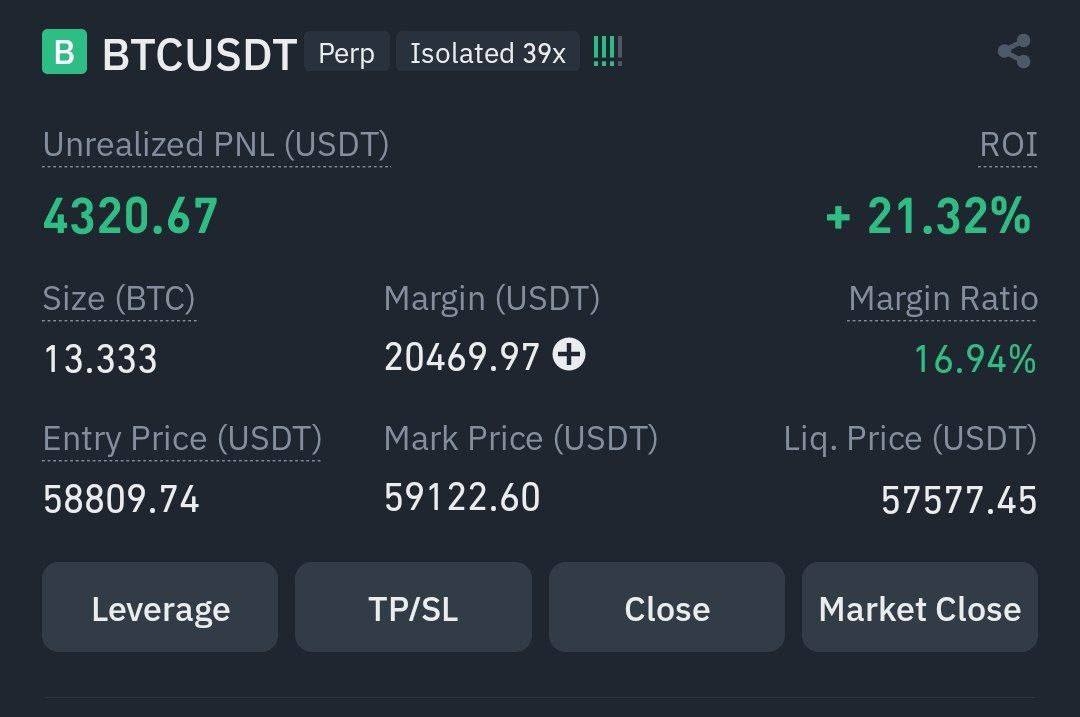 B BTCUSDT Perp Isolated 39x
Unrealized PNL (USDT) ROI
4320.67 + 21.32%
Size (BTC) Margin (USDT) Margin Ratio
13.333 20469.97 16.94%
Entry Price (USDT) Mark Price (USDT) Liq. Price (USDT)
58809.74 59122.60 57577.45
Leverage TP/SL Close Market Close